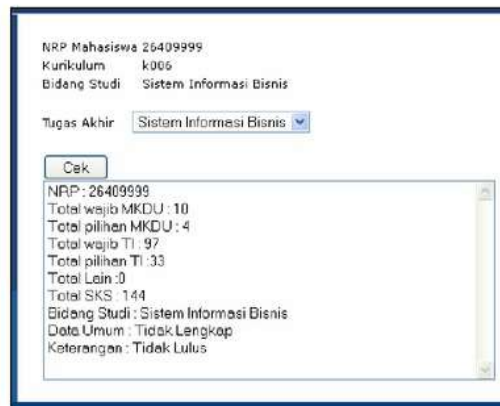 NRP Mahasiswa 26409999
Kurikulum k006
Bidang Studi Sistem Informasi Bisnis
Tugas Akhir Sistem Informasi Bisnis
Cek
NRP : 26409999
Total wajib MKDU : 10
Total pilihan MKDU : 4
Total wajib TI : 97
Total pilihan TI :33
Total Lain :0
Total SKS : 144
Bidang Studi : Sistem Informasi Bisnis
Data Umum : Tidak Lengkap
Keterangan : Tidak Lulus